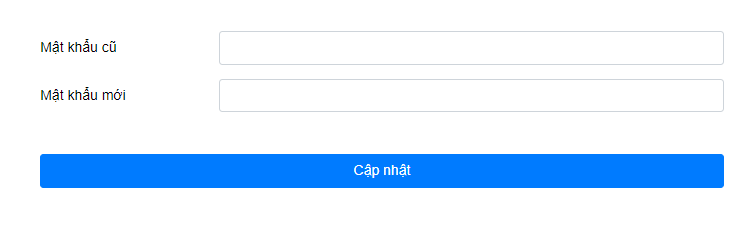 Mật khẩu cũ
Mật khẩu mới
Cập nhật